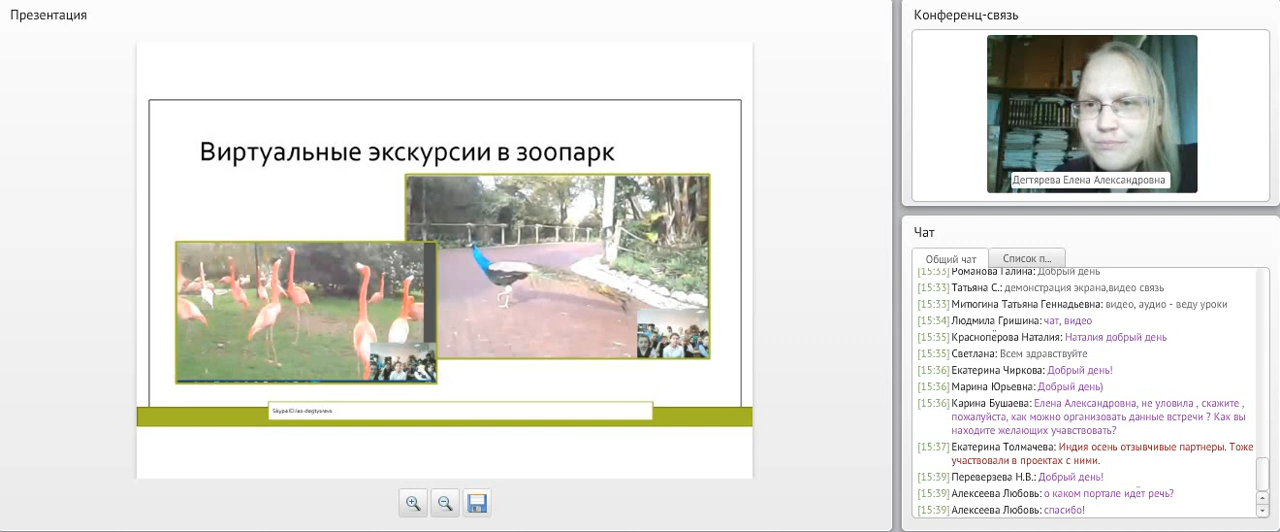 Презентация
Виртуальные экскурсии в зоопарк
Конференц-связь
Дегтярева Елена Александровна
Чат
Общий чат
Список п...
[15:33] Романова Галина: Добрый день
[15:33] Татьяна С.: демонстрация экрана,видео связь
[15:33] Митюгина Татьяна Геннадьевна: видео, аудио - веду уроки
[15:34] Людмила Гришина: чат, видео
[15:35] Красноперова Наталия: Наталия добрый день
[15:35] Светлана: Всем здравствуйте
[15:36] Екатерина Чиркова: Добрый день!
[15:36] Марина Юрьевна: Добрый день)
[15:36] Карина Бушаева: Елена Александровна, не уловила , скажите ,
пожалуйста, как можно организовать данные встречи ? Как вы
находите желающих учавствовать?
[15:37] Екатерина Толмачева: Индия осень отзывчивые партнеры. Тоже
участвовали в проектах с ними.
[15:39] Переверзева Н.В.: Добрый день!
[15:39] Алексеева Любовь: о каком портале идёт речь?
[15:39] Алексеева Любовь: спасибо!